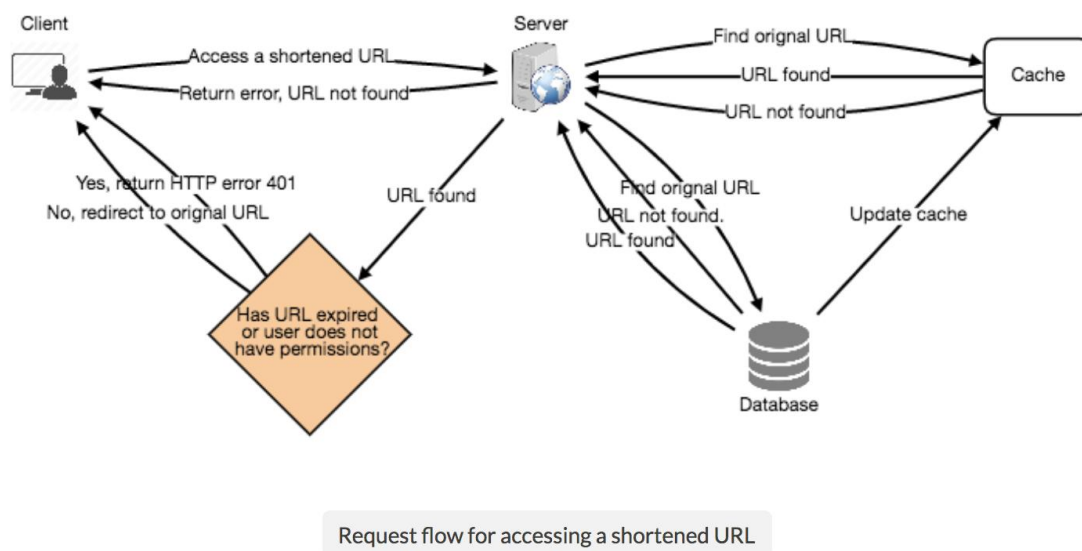 Client
Server
Access a shortened URL
Return error, URL not found
Find orignal URL
URL found
URL not found
Cache
Yes, return HTTP error 401
No, redirect to orignal URL
URL found
Find orignal URL
URL not found.
URL found
Update cache
Has URL expired
or user does not
have permissions?
Database
Request flow for accessing a shortened URL